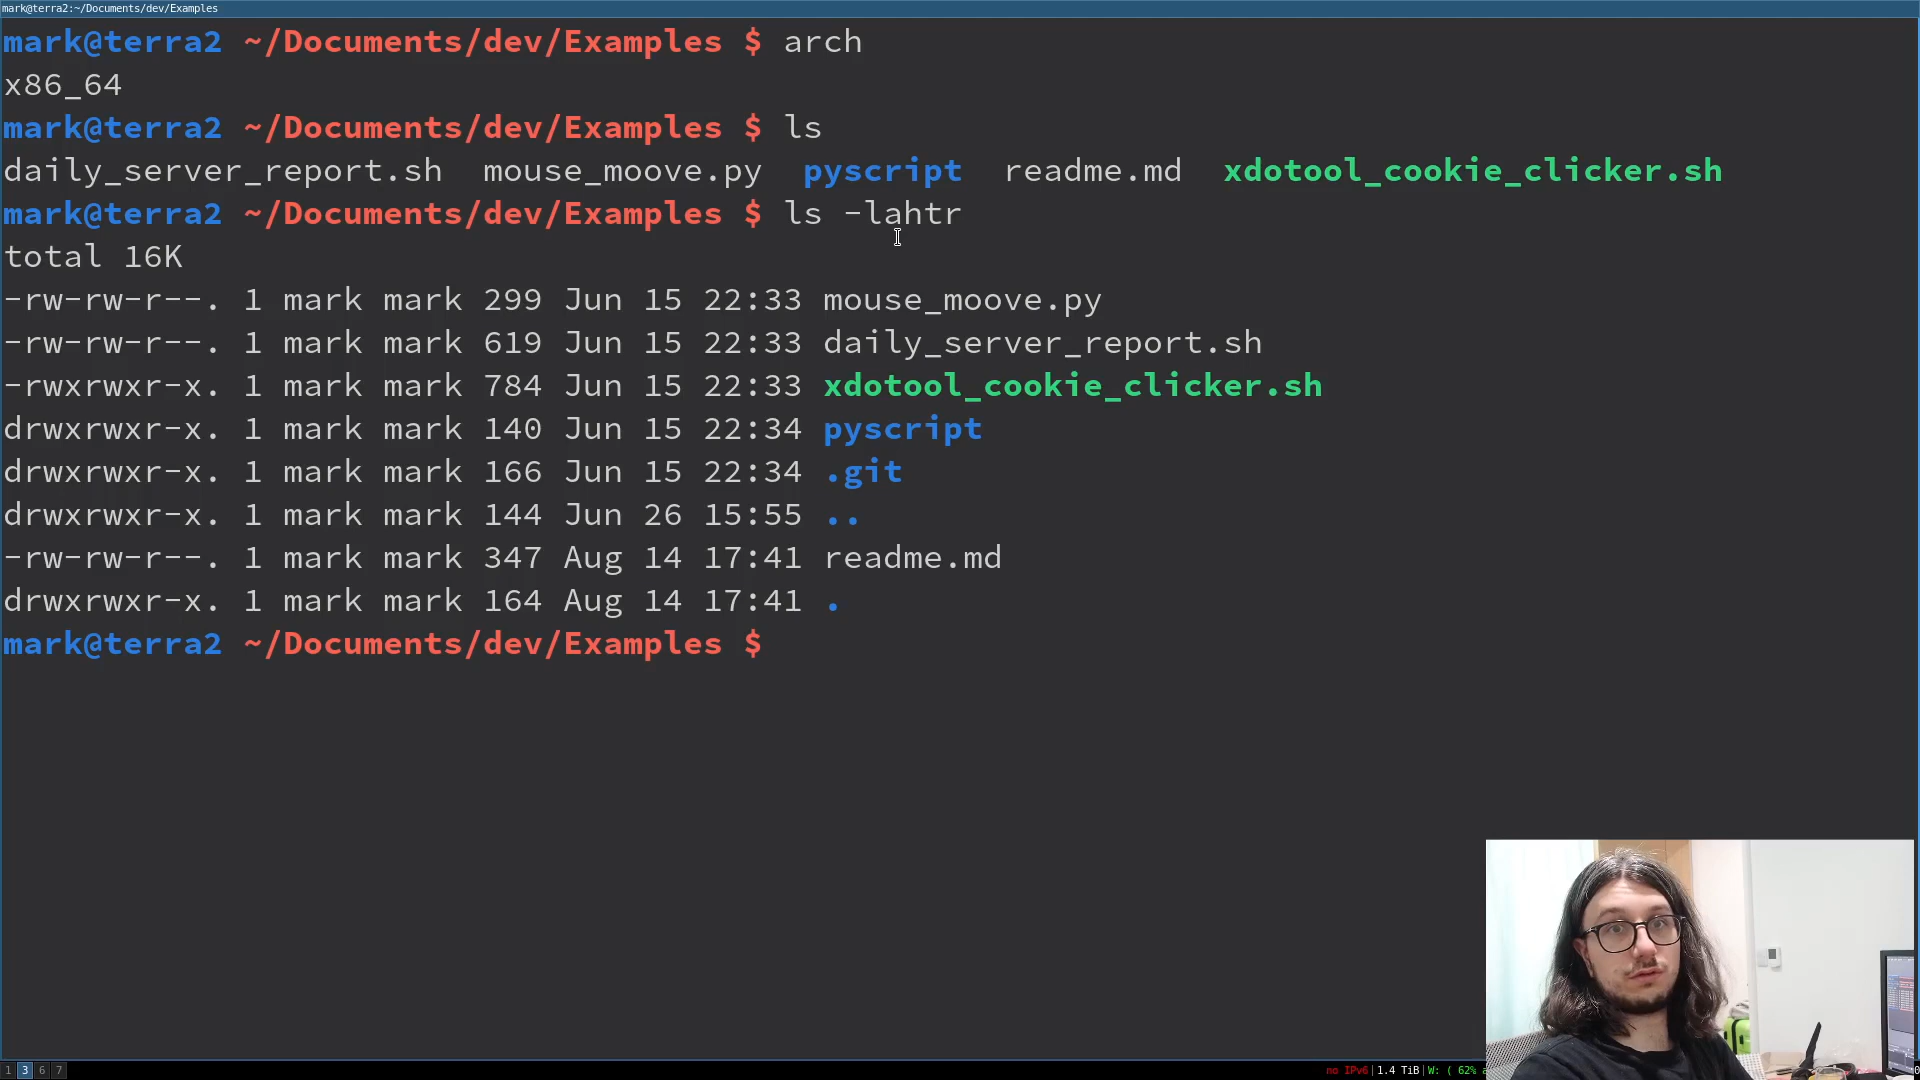 mark@terra2:~/Documents/dev/Examples
mark@terra2 ~/Documents/dev/Examples $ arch
x86_64
mark@terra2 ~/Documents/dev/Examples $ ls
daily_server_report.sh  mouse_moove.py  pyscript  readme.md  xdotool_cookie_clicker.sh
mark@terra2 ~/Documents/dev/Examples $ ls -lahtr
total 16K
-rw-rw-r--. 1 mark mark 299 Jun 15 22:33 mouse_moove.py
-rw-rw-r--. 1 mark mark 619 Jun 15 22:33 daily_server_report.sh
-rwxrwxr-x. 1 mark mark 784 Jun 15 22:33 xdotool_cookie_clicker.sh
drwxrwxr-x. 1 mark mark 140 Jun 15 22:34 pyscript
drwxrwxr-x. 1 mark mark 166 Jun 15 22:34 .git
drwxrwxr-x. 1 mark mark 144 Jun 26 15:55 ..
-rw-rw-r--. 1 mark mark 347 Aug 14 17:41 readme.md
drwxrwxr-x. 1 mark mark 164 Aug 14 17:41 .
mark@terra2 ~/Documents/dev/Examples $
1 3 6 7 no IPv6|1.4 TiB|W: ( 62%